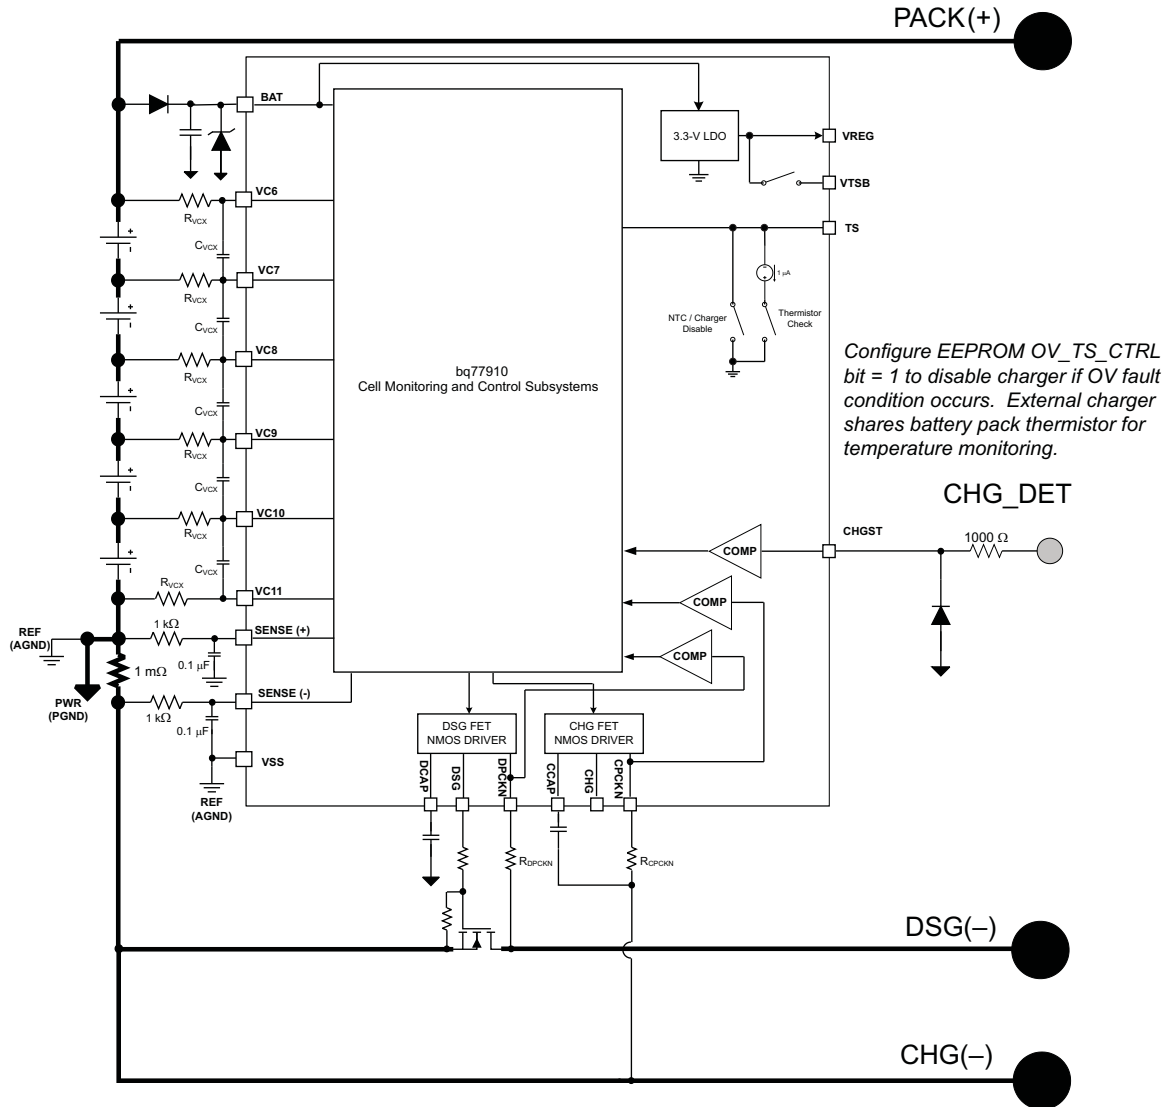 PACK(+)
BAT
3.3-V LDO
VREG
VTSB
VC6
RVCX
CVCX
TS
1 μA
VC7
RVCX
CVCX
NTC / Charger
Disable
Thermistor
Check
VC8
RVCX
CVCX
bq77910
Cell Monitoring and Control Subsystems
Configure EEPROM OV_TS_CTRL
bit = 1 to disable charger if OV fault
condition occurs. External charger
shares battery pack thermistor for
temperature monitoring.
VC9
RVCX
CVCX
CHG_DET
VC10
RVCX
CVCX
CHGST
1000 Ω
COMP
RVCX
VC11
COMP
1 kΩ
SENSE (+)
REF
(AGND)
0.1 μF
COMP
1 mΩ
PWR
(PGND)
SENSE (-)
1 kΩ
0.1 μF
DSG FET
NMOS DRIVER
CHG FET
NMOS DRIVER
VSS
DCAP
DSG
DPCKN
CCAP
CHG
CPCKN
REF
(AGND)
RDPCKN
RCPCKN
DSG(–)
CHG(–)